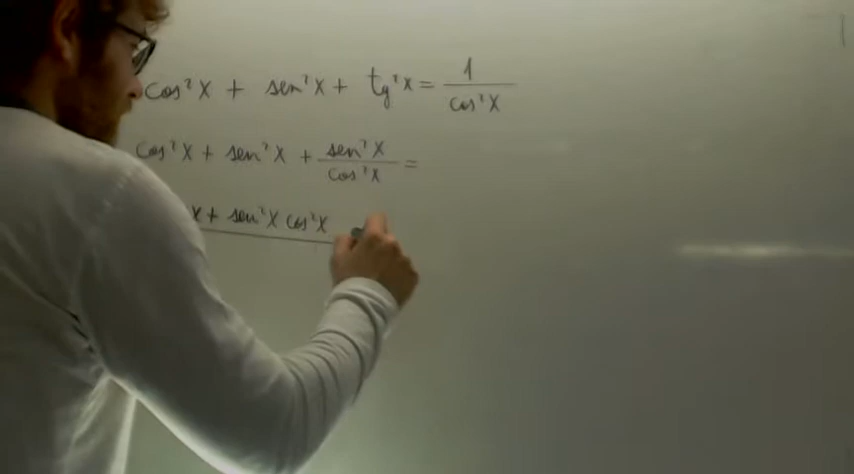 cos²x + sen²x + tg²x = 1/cos²x
cos²x + sen²x + sen²x/cos²x =
x + sen²x cos²x